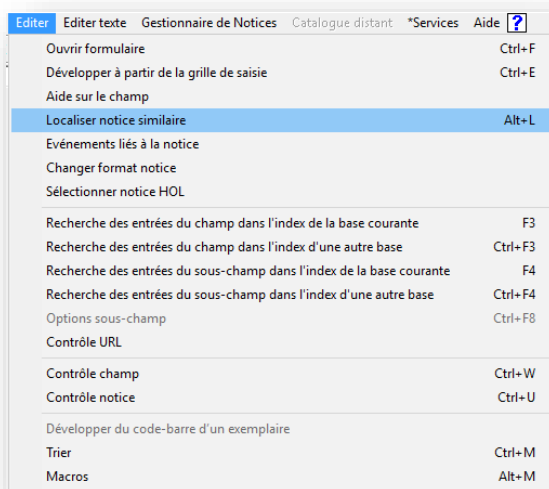 Editer Editer texte Gestionnaire de Notices Catalogue distant *Services Aide ?
Ouvrir formulaire Ctrl+F
Développer à partir de la grille de saisie Ctrl+E
Aide sur le champ
Localiser notice similaire Alt+L
Evénements liés à la notice
Changer format notice
Sélectionner notice HOL
Recherche des entrées du champ dans l'index de la base courante F3
Recherche des entrées du champ dans l'index d'une autre base Ctrl+F3
Recherche des entrées du sous-champ dans l'index de la base courante F4
Recherche des entrées du sous-champ dans l'index d'une autre base Ctrl+F4
Options sous-champ Ctrl+F8
Contrôle URL
Contrôle champ Ctrl+W
Contrôle notice Ctrl+U
Développer du code-barre d'un exemplaire
Trier Ctrl+M
Macros Alt+M